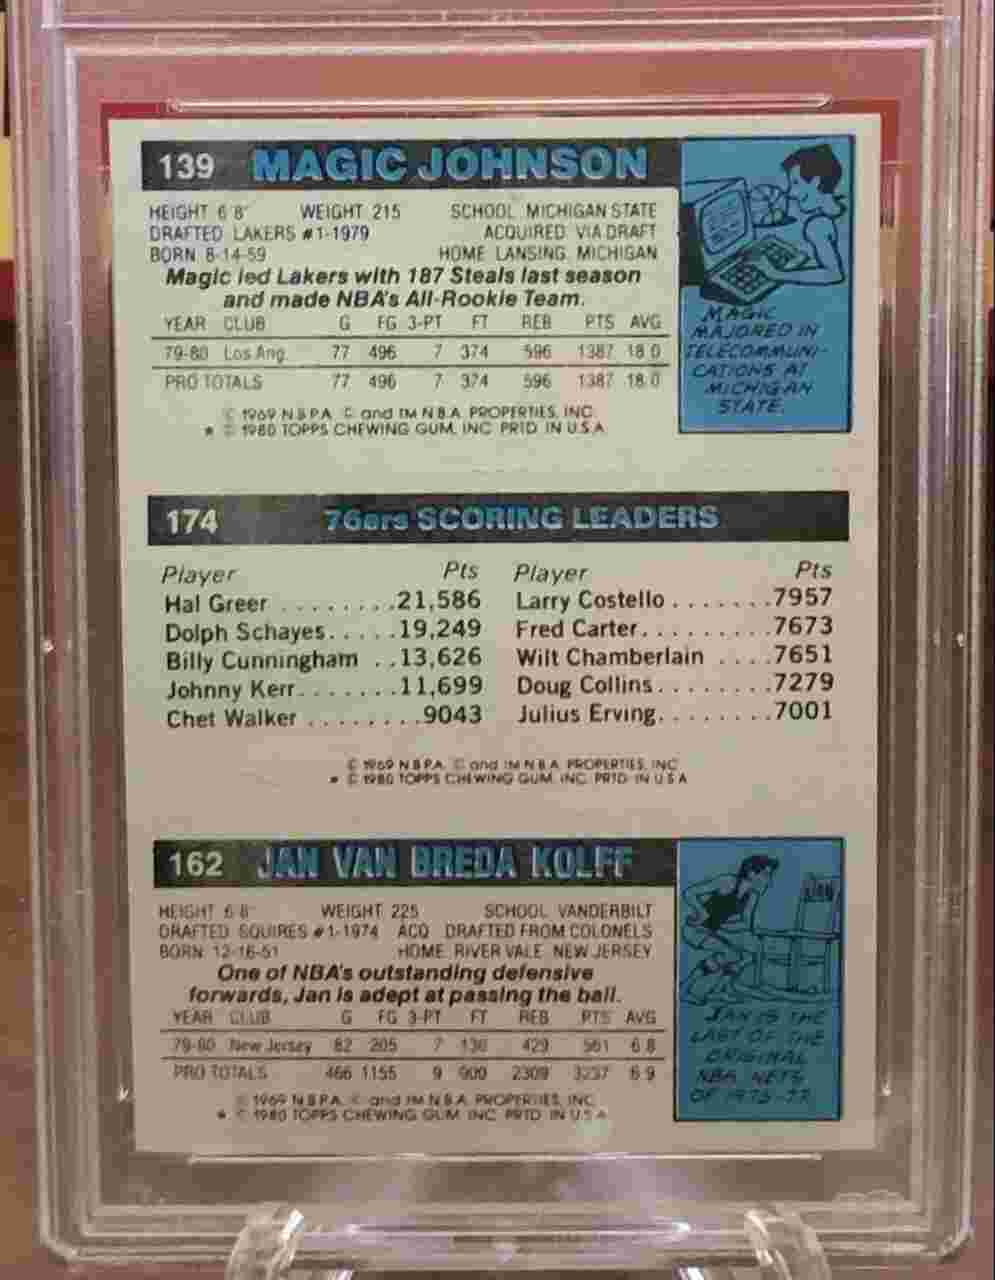 139 MAGIC JOHNSON
HEIGHT 6'8" WEIGHT 215 SCHOOL MICHIGAN STATE
DRAFTED LAKERS #1-1979 ACQUIRED VIA DRAFT
BORN 8-14-59 HOME LANSING, MICHIGAN
Magic led Lakers with 187 Steals last season
and made NBA's All-Rookie Team.
YEAR CLUB G FG 3-PT FT REB PTS AVG
79-80 Los Ang. 77 496 7 374 596 1387 18.0
PRO TOTALS 77 496 7 374 596 1387 18.0
© 1969 N.B.P.A. © and TM N.B.A. PROPERTIES, INC.
* © 1980 TOPPS CHEWING GUM, INC. PRTD. IN U.S.A.
MAGIC
MAJORED IN
TELECOMMUNI-
CATIONS AT
MICHIGAN
STATE.
174 76ers SCORING LEADERS
Player Pts Player Pts
Hal Greer ........21,586 Larry Costello .......7957
Dolph Schayes.....19,249 Fred Carter.........7673
Billy Cunningham ..13,626 Wilt Chamberlain ....7651
Johnny Kerr.......11,699 Doug Collins........7279
Chet Walker ........9043 Julius Erving........7001
© 1969 N.B.P.A. © and TM N.B.A. PROPERTIES, INC.
* © 1980 TOPPS CHEWING GUM, INC. PRTD. IN U.S.A.
162 JAN VAN BREDA KOLFF
HEIGHT 6'8" WEIGHT 225 SCHOOL VANDERBILT
DRAFTED SQUIRES #1-1974 ACQ. DRAFTED FROM COLONELS
BORN 12-16-51 HOME RIVER VALE, NEW JERSEY
One of NBA's outstanding defensive
forwards, Jan is adept at passing the ball.
YEAR CLUB G FG 3-PT FT REB PTS AVG
79-80 New Jersey 82 205 7 130 429 561 6.8
PRO TOTALS 466 1155 9 900 2309 3237 6.9
© 1969 N.B.P.A. © and TM N.B.A. PROPERTIES, INC.
* © 1980 TOPPS CHEWING GUM, INC. PRTD. IN U.S.A.
JAN
JAN IS THE
LAST OF THE
ORIGINAL
NBA NETS
OF 1976-77.